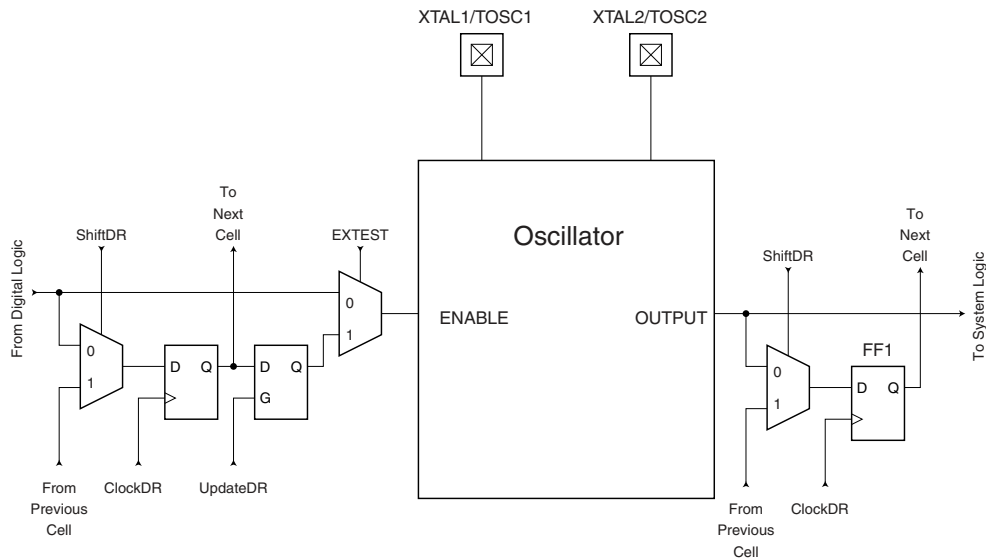 XTAL1/TOSC1
XTAL2/TOSC2
To
Next
Cell
ShiftDR
EXTEST
From Digital Logic
0
1
D Q
D Q
G
0
1
From
Previous
Cell
ClockDR
UpdateDR
Oscillator
ENABLE
OUTPUT
To
Next
Cell
ShiftDR
To System Logic
FF1
0
1
D Q
From
Previous
Cell
ClockDR